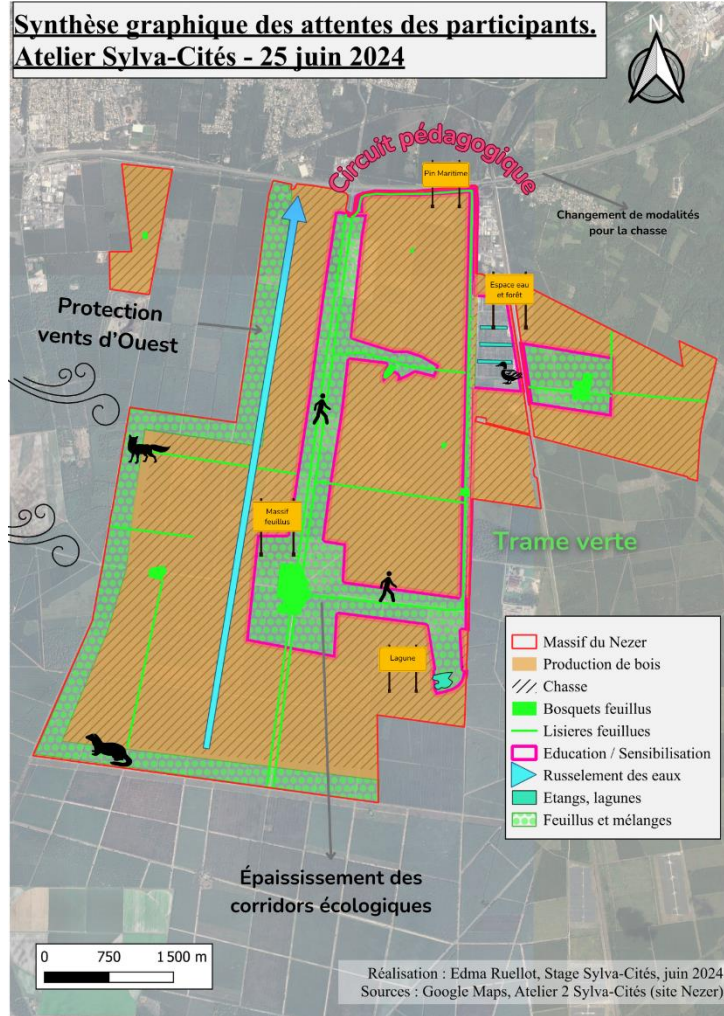 Synthèse graphique des attentes des participants.
Atelier Sylva-Cités - 25 juin 2024
N
Circuit pédagogique
Pin Maritime
Changement de modalités
pour la chasse
Espace eau
et forêt
Protection
vents d'Ouest
Massif
feuillus
Trame verte
Lagune
Massif du Nezer
Production de bois
Chasse
Bosquets feuillus
Lisieres feuillues
Education / Sensibilisation
Russelement des eaux
Etangs, lagunes
Feuillus et mélanges
Épaississement des
corridors écologiques
0 750 1 500 m
Réalisation : Edma Ruellot, Stage Sylva-Cités, juin 2024
Sources : Google Maps, Atelier 2 Sylva-Cités (site Nezer)